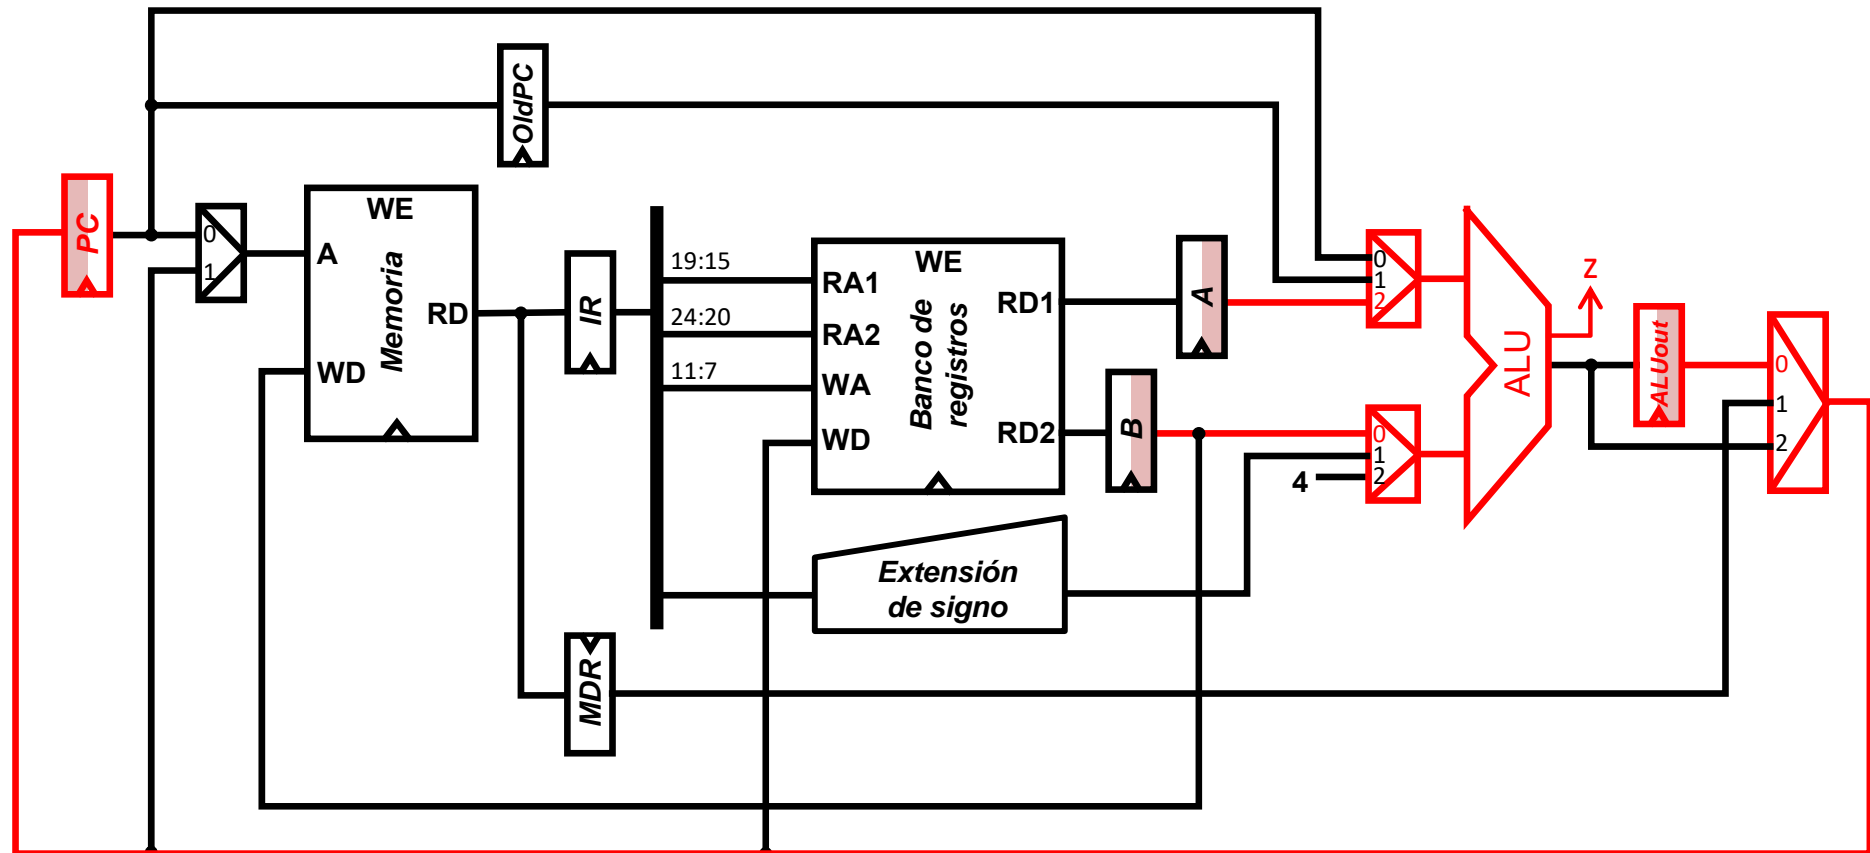 OldPC
PC
0
1
WE
A
Memoria
RD
WD
IR
19:15
24:20
11:7
WE
RA1
RA2
WA
WD
Banco de
registros
RD1
RD2
A
B
0
1
2
0
1
2
4
ALU
Z
ALUout
0
1
2
Extensión
de signo
MDR